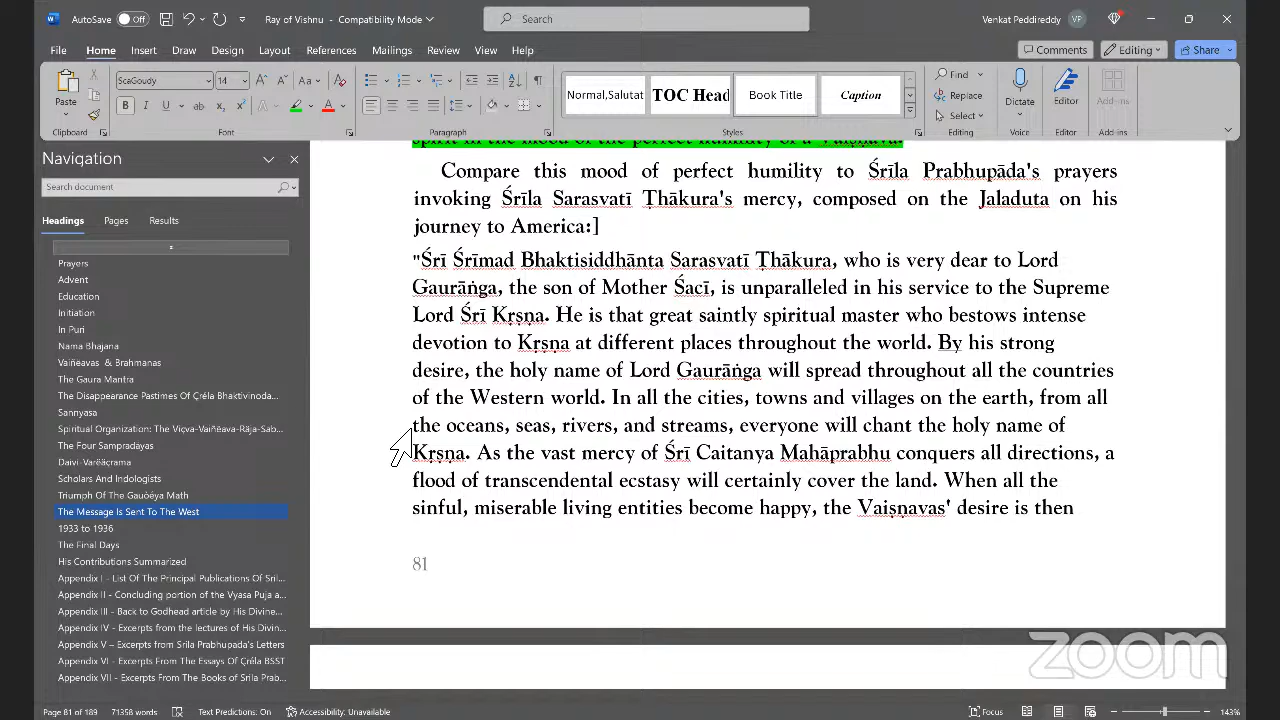 AutoSave Off Ray of Vishnu - Compatibility Mode Search Venkat Peddireddy VP
File Home Insert Draw Design Layout References Mailings Review View Help Comments Editing Share
Paste ScaGoudy 14 Normal,Salutat TOC Head Book Title Caption Find Replace Select Dictate Editor Add-ins
Clipboard Font Paragraph Styles Editing Voice Editor Add-ins
Navigation
Search document
Headings Pages Results
Prayers
Advent
Education
Initiation
In Puri
Nama Bhajana
Vaiñëavas & Brahmanas
The Gaura Mantra
The Disappearance Pastimes Of Çréla Bhaktivinoda...
Sannyasa
Spiritual Organization: The Viçva-Vaiñëava-Räja-Sab...
The Four Sampradäyas
Daivi-Varëäçrama
Scholars And Indologists
Triumph Of The Gauòéya Math
The Message Is Sent To The West
1933 to 1936
The Final Days
His Contributions Summarized
Appendix I - List Of The Principal Publications Of Sril...
Appendix II - Concluding portion of the Vyasa Puja a...
Appendix III - Back to Godhead article by His Divine...
Appendix IV - Excerpts from the lectures of His Divin...
Appendix V – Excerpts from Srila Prabhupada's Letters
Appendix VI - Excerpts From The Essays Of Çréla BSST
Appendix VII - Excerpts From The Books of Srila Prab...
spirit in the mood of the perfect humility of a Vaiṣṇava.
Compare this mood of perfect humility to Śrīla Prabhupāda's prayers
invoking Śrīla Sarasvatī Ṭhākura's mercy, composed on the Jaladuta on his
journey to America:]
"Śrī Śrīmad Bhaktisiddhānta Sarasvatī Ṭhākura, who is very dear to Lord
Gaurāṅga, the son of Mother Śacī, is unparalleled in his service to the Supreme
Lord Śrī Kṛṣṇa. He is that great saintly spiritual master who bestows intense
devotion to Kṛṣṇa at different places throughout the world. By his strong
desire, the holy name of Lord Gaurāṅga will spread throughout all the countries
of the Western world. In all the cities, towns and villages on the earth, from all
the oceans, seas, rivers, and streams, everyone will chant the holy name of
Kṛṣṇa. As the vast mercy of Śrī Caitanya Mahāprabhu conquers all directions, a
flood of transcendental ecstasy will certainly cover the land. When all the
sinful, miserable living entities become happy, the Vaiṣṇavas' desire is then
81
zoom
Page 81 of 189 71358 words Text Predictions: On Accessibility: Unavailable Focus 143%